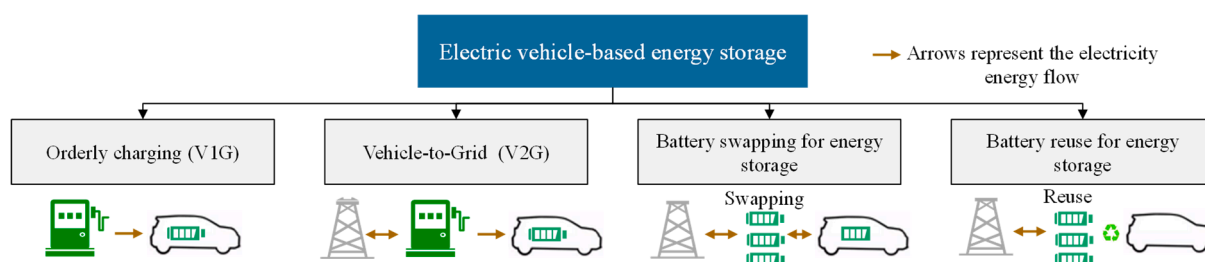 Electric vehicle-based energy storage
Arrows represent the electricity
energy flow
Orderly charging (V1G)
Vehicle-to-Grid (V2G)
Battery swapping for energy
storage
Battery reuse for energy
storage
Swapping
Reuse